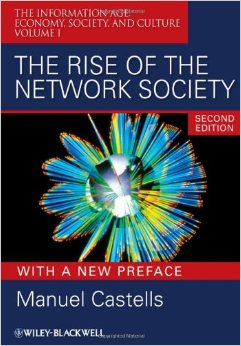 THE INFORMATION AGE
ECONOMY, SOCIETY, AND CULTURE
VOLUME I
THE RISE OF THE
NETWORK SOCIETY
SECOND
EDITION
WITH A NEW PREFACE
Manuel Castells
WILEY-BLACKWELL